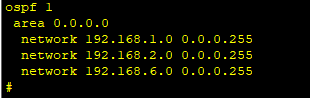 ospf 1
area 0.0.0.0
network 192.168.1.0 0.0.0.255
network 192.168.2.0 0.0.0.255
network 192.168.6.0 0.0.0.255
#